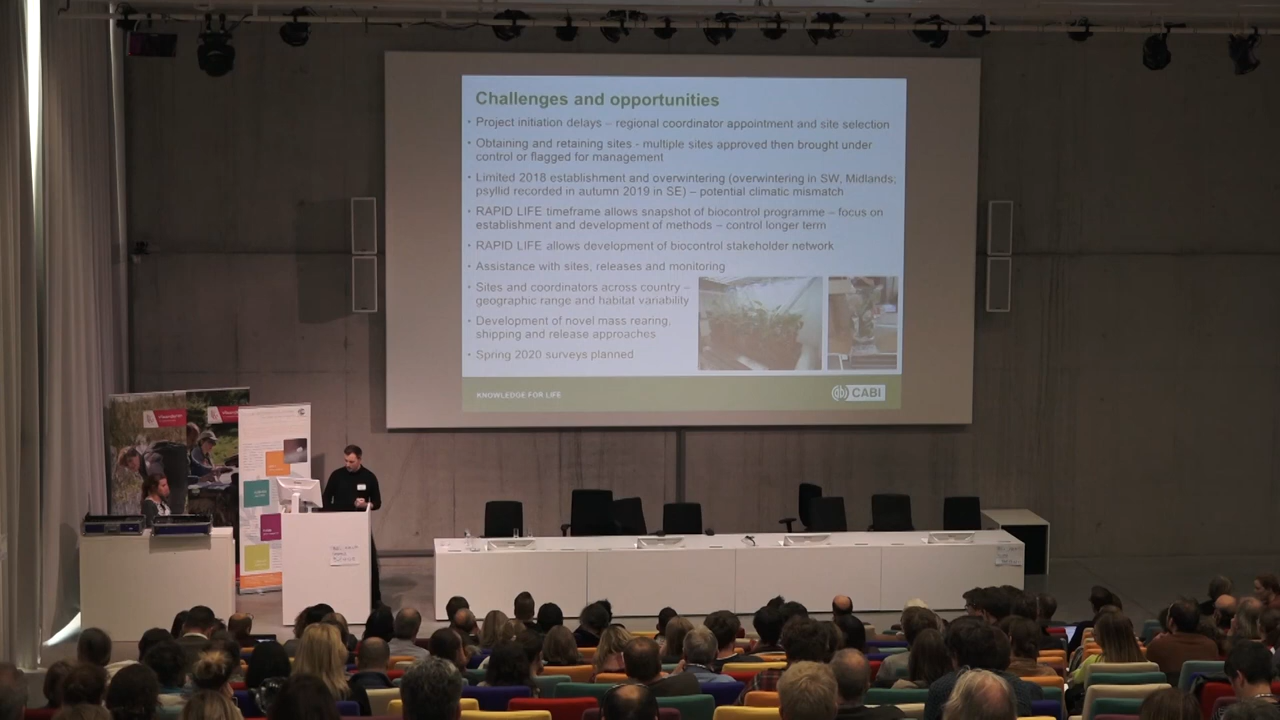 Challenges and opportunities
• Project initiation delays – regional coordinator appointment and site selection
• Obtaining and retaining sites - multiple sites approved then brought under
control or flagged for management
• Limited 2018 establishment and overwintering (overwintering in SW, Midlands;
psyllid recorded in autumn 2019 in SE) – potential climatic mismatch
• RAPID LIFE timeframe allows snapshot of biocontrol programme – focus on
establishment and development of methods – control longer term
• RAPID LIFE allows development of biocontrol stakeholder network
• Assistance with sites, releases and monitoring
• Sites and coordinators across country –
geographic range and habitat variability
• Development of novel mass rearing,
shipping and release approaches
• Spring 2020 surveys planned
KNOWLEDGE FOR LIFE
CABI